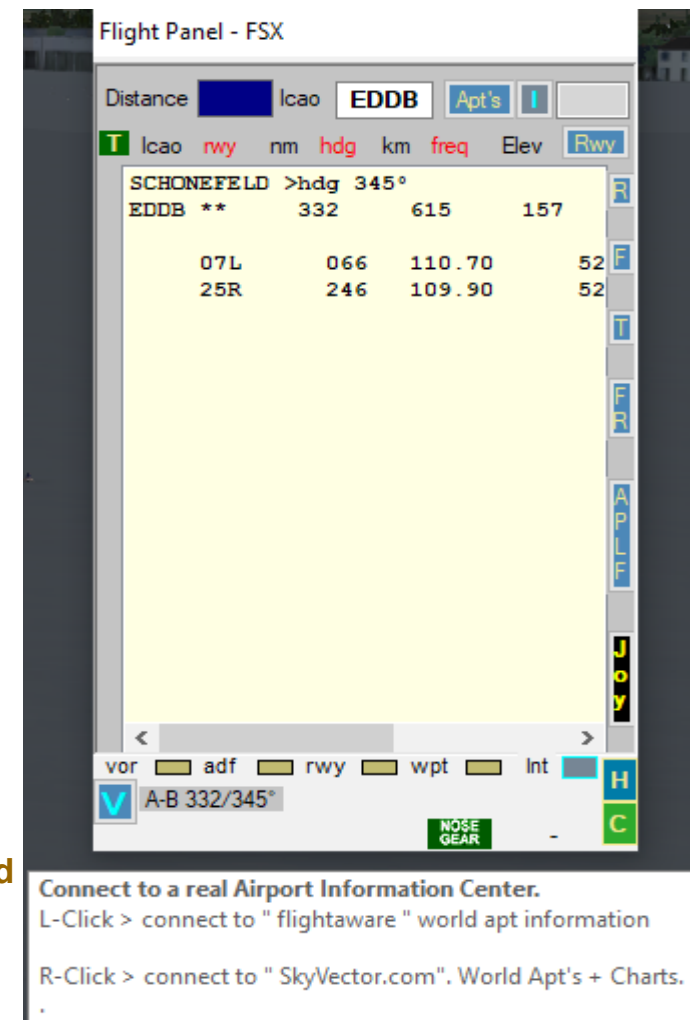 Flight Panel - FSX
Distance Icao EDDB Apt's I
T Icao rwy nm hdg km freq Elev Rwy
SCHONEFELD >hdg 345°
EDDB ** 332 615 157
07L 066 110.70 52
25R 246 109.90 52
R
F
T
F
R
A
P
L
F
J
o
y
< >
vor adf rwy wpt Int
H
V A-B 332/345°
NOSE
GEAR - C
d
Connect to a real Airport Information Center.
L-Click > connect to " flightaware " world apt information
R-Click > connect to " SkyVector.com". World Apt's + Charts.
.